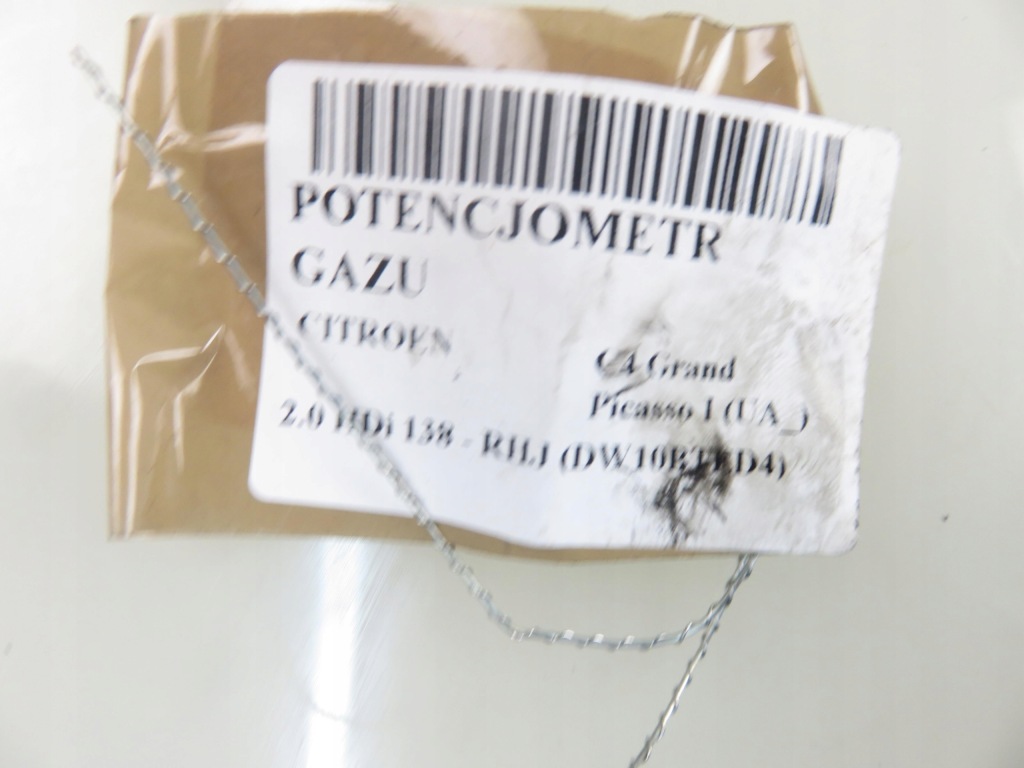 POTENCJOMETR
GAZU
CITROEN
C4 Grand
Picasso I (UA_)
2.0 HDi 138 - RHJ (DW10BTED4)